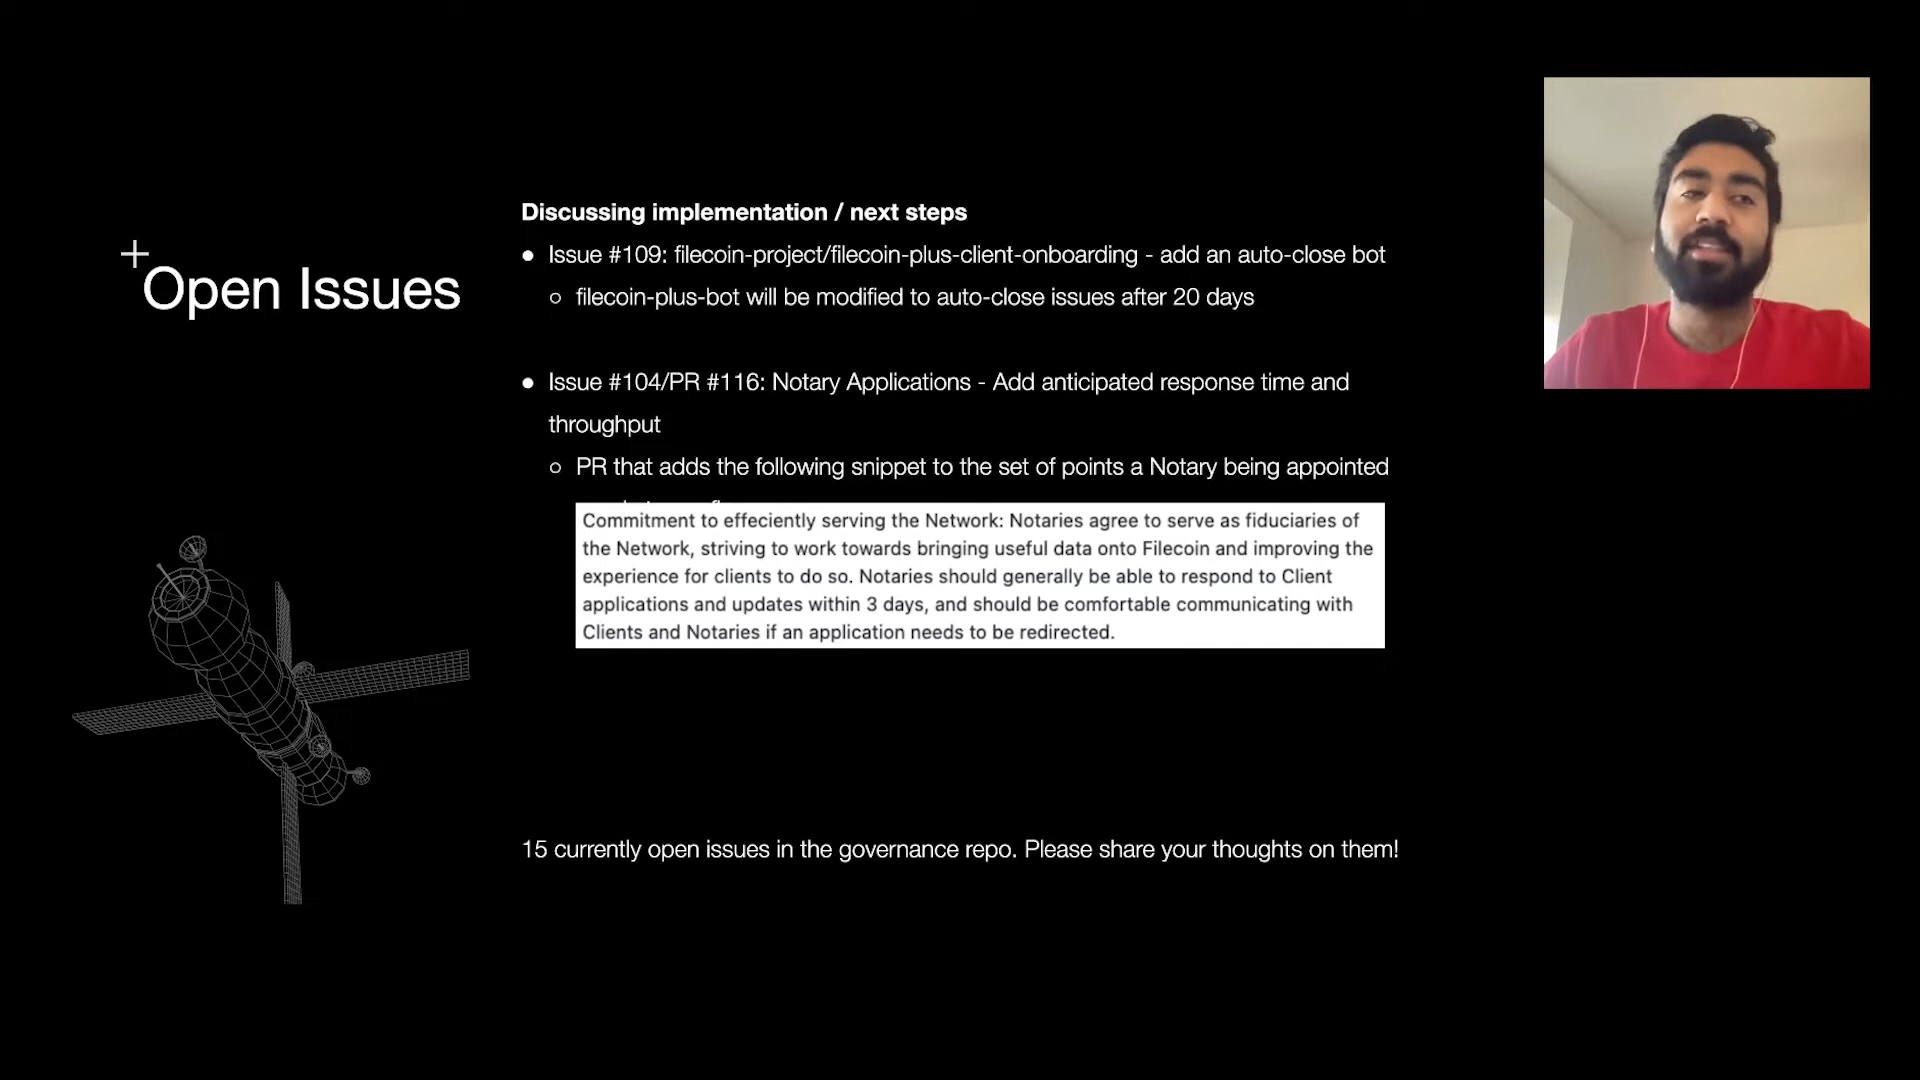 Open Issues
Discussing implementation / next steps
● Issue #109: filecoin-project/filecoin-plus-client-onboarding - add an auto-close bot
○ filecoin-plus-bot will be modified to auto-close issues after 20 days
● Issue #104/PR #116: Notary Applications - Add anticipated response time and
throughput
○ PR that adds the following snippet to the set of points a Notary being appointed
Commitment to effeciently serving the Network: Notaries agree to serve as fiduciaries of
the Network, striving to work towards bringing useful data onto Filecoin and improving the
experience for clients to do so. Notaries should generally be able to respond to Client
applications and updates within 3 days, and should be comfortable communicating with
Clients and Notaries if an application needs to be redirected.
15 currently open issues in the governance repo. Please share your thoughts on them!